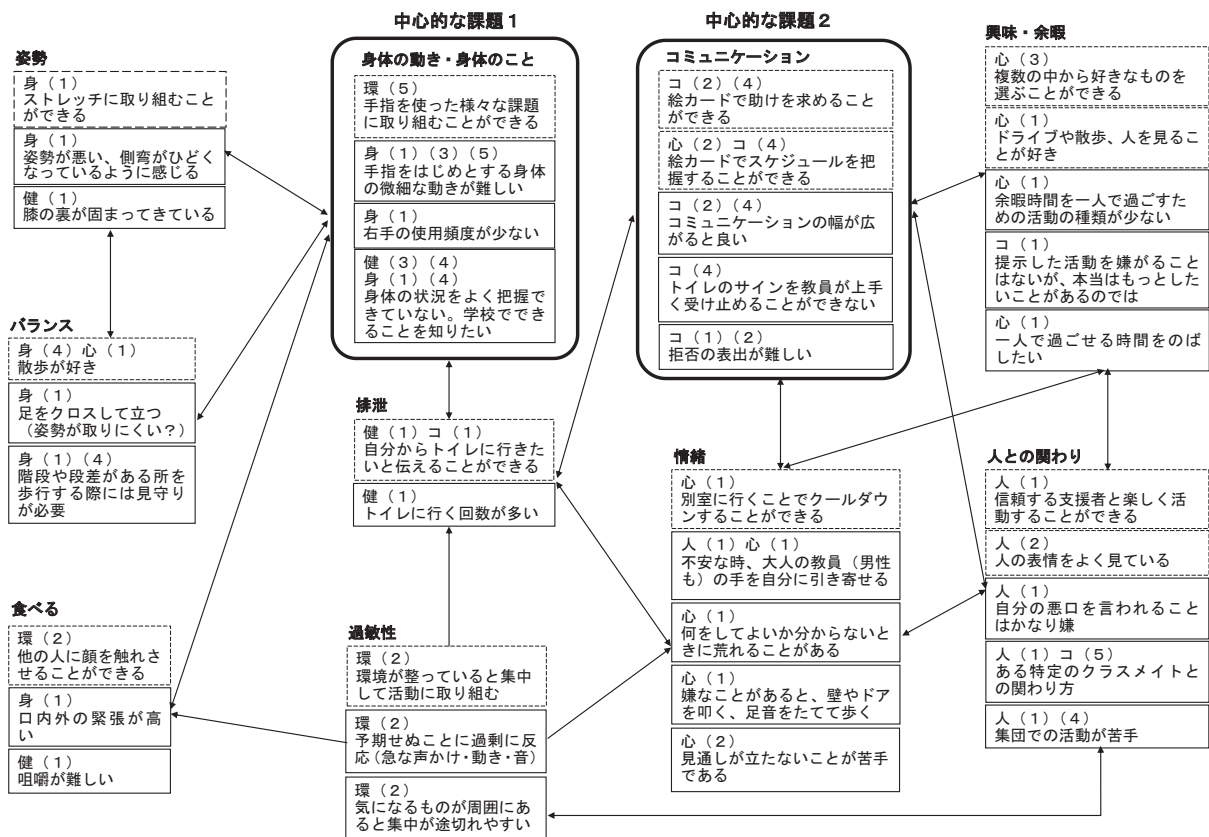 中心的な課題1
中心的な課題2
姿勢
身(1)
ストレッチに取り組むこと
ができる
身(1)
姿勢が悪い、側弯がひどく
なっているように感じる
健(1)
膝の裏が固まってきている
バランス
身(4)心(1)
散歩が好き
身(1)
足をクロスして立つ
(姿勢が取りにくい?)
身(1)(4)
階段や段差がある所を
歩行する際には見守り
が必要
食べる
環(2)
他の人に顔を触れさ
せることができる
身(1)
口内外の緊張が高
い
健(1)
咀嚼が難しい
身体の動き・身体のこと
環(5)
手指を使った様々な課題
に取り組むことができる
身(1)(3)(5)
手指をはじめとする身体
の微細な動きが難しい
身(1)
右手の使用頻度が少ない
健(3)(4)
身(1)(4)
身体の状況をよく把握で
きていない。学校ででき
ることを知りたい
排泄
健(1)コ(1)
自分からトイレに行きた
いと伝えることができる
健(1)
トイレに行く回数が多い
過敏性
環(2)
環境が整っていると集中
して活動に取り組む
環(2)
予期せぬことに過剰に反
応(急な声かけ・動き・音)
環(2)
気になるものが周囲にあ
ると集中が途切れやすい
コミュニケーション
コ(2)(4)
絵カードで助けを求めること
ができる
心(2)コ(4)
絵カードでスケジュールを把
握することができる
コ(2)(4)
コミュニケーションの幅が広
がると良い
コ(4)
トイレのサインを教員が上手
く受け止めることができない
コ(1)(2)
拒否の表出が難しい
情緒
心(1)
別室に行くことでクールダウ
ンすることができる
人(1)心(1)
不安な時、大人の教員(男性
も)の手を自分に引き寄せる
心(1)
何をしてよいか分からないと
きに荒れることがある
心(1)
嫌なことがあると、壁やドア
を叩く、足音をたてて歩く
心(2)
見通しが立たないことが苦手
である
興味・余暇
心(3)
複数の中から好きなものを
選ぶことができる
心(1)
ドライブや散歩、人を見るこ
とが好き
心(1)
余暇時間を一人で過ごすた
めの活動の種類が少ない
コ(1)
提示した活動を嫌がること
はないが、本当はもっとした
いことがあるのでは
心(1)
一人で過ごせる時間をのば
したい
人との関わり
人(1)
信頼する支援者と楽しく活
動することができる
人(2)
人の表情をよく見ている
人(1)
自分の悪口を言われること
はかなり嫌
人(1)コ(5)
ある特定のクラスメイトと
の関わり方
人(1)(4)
集団での活動が苦手